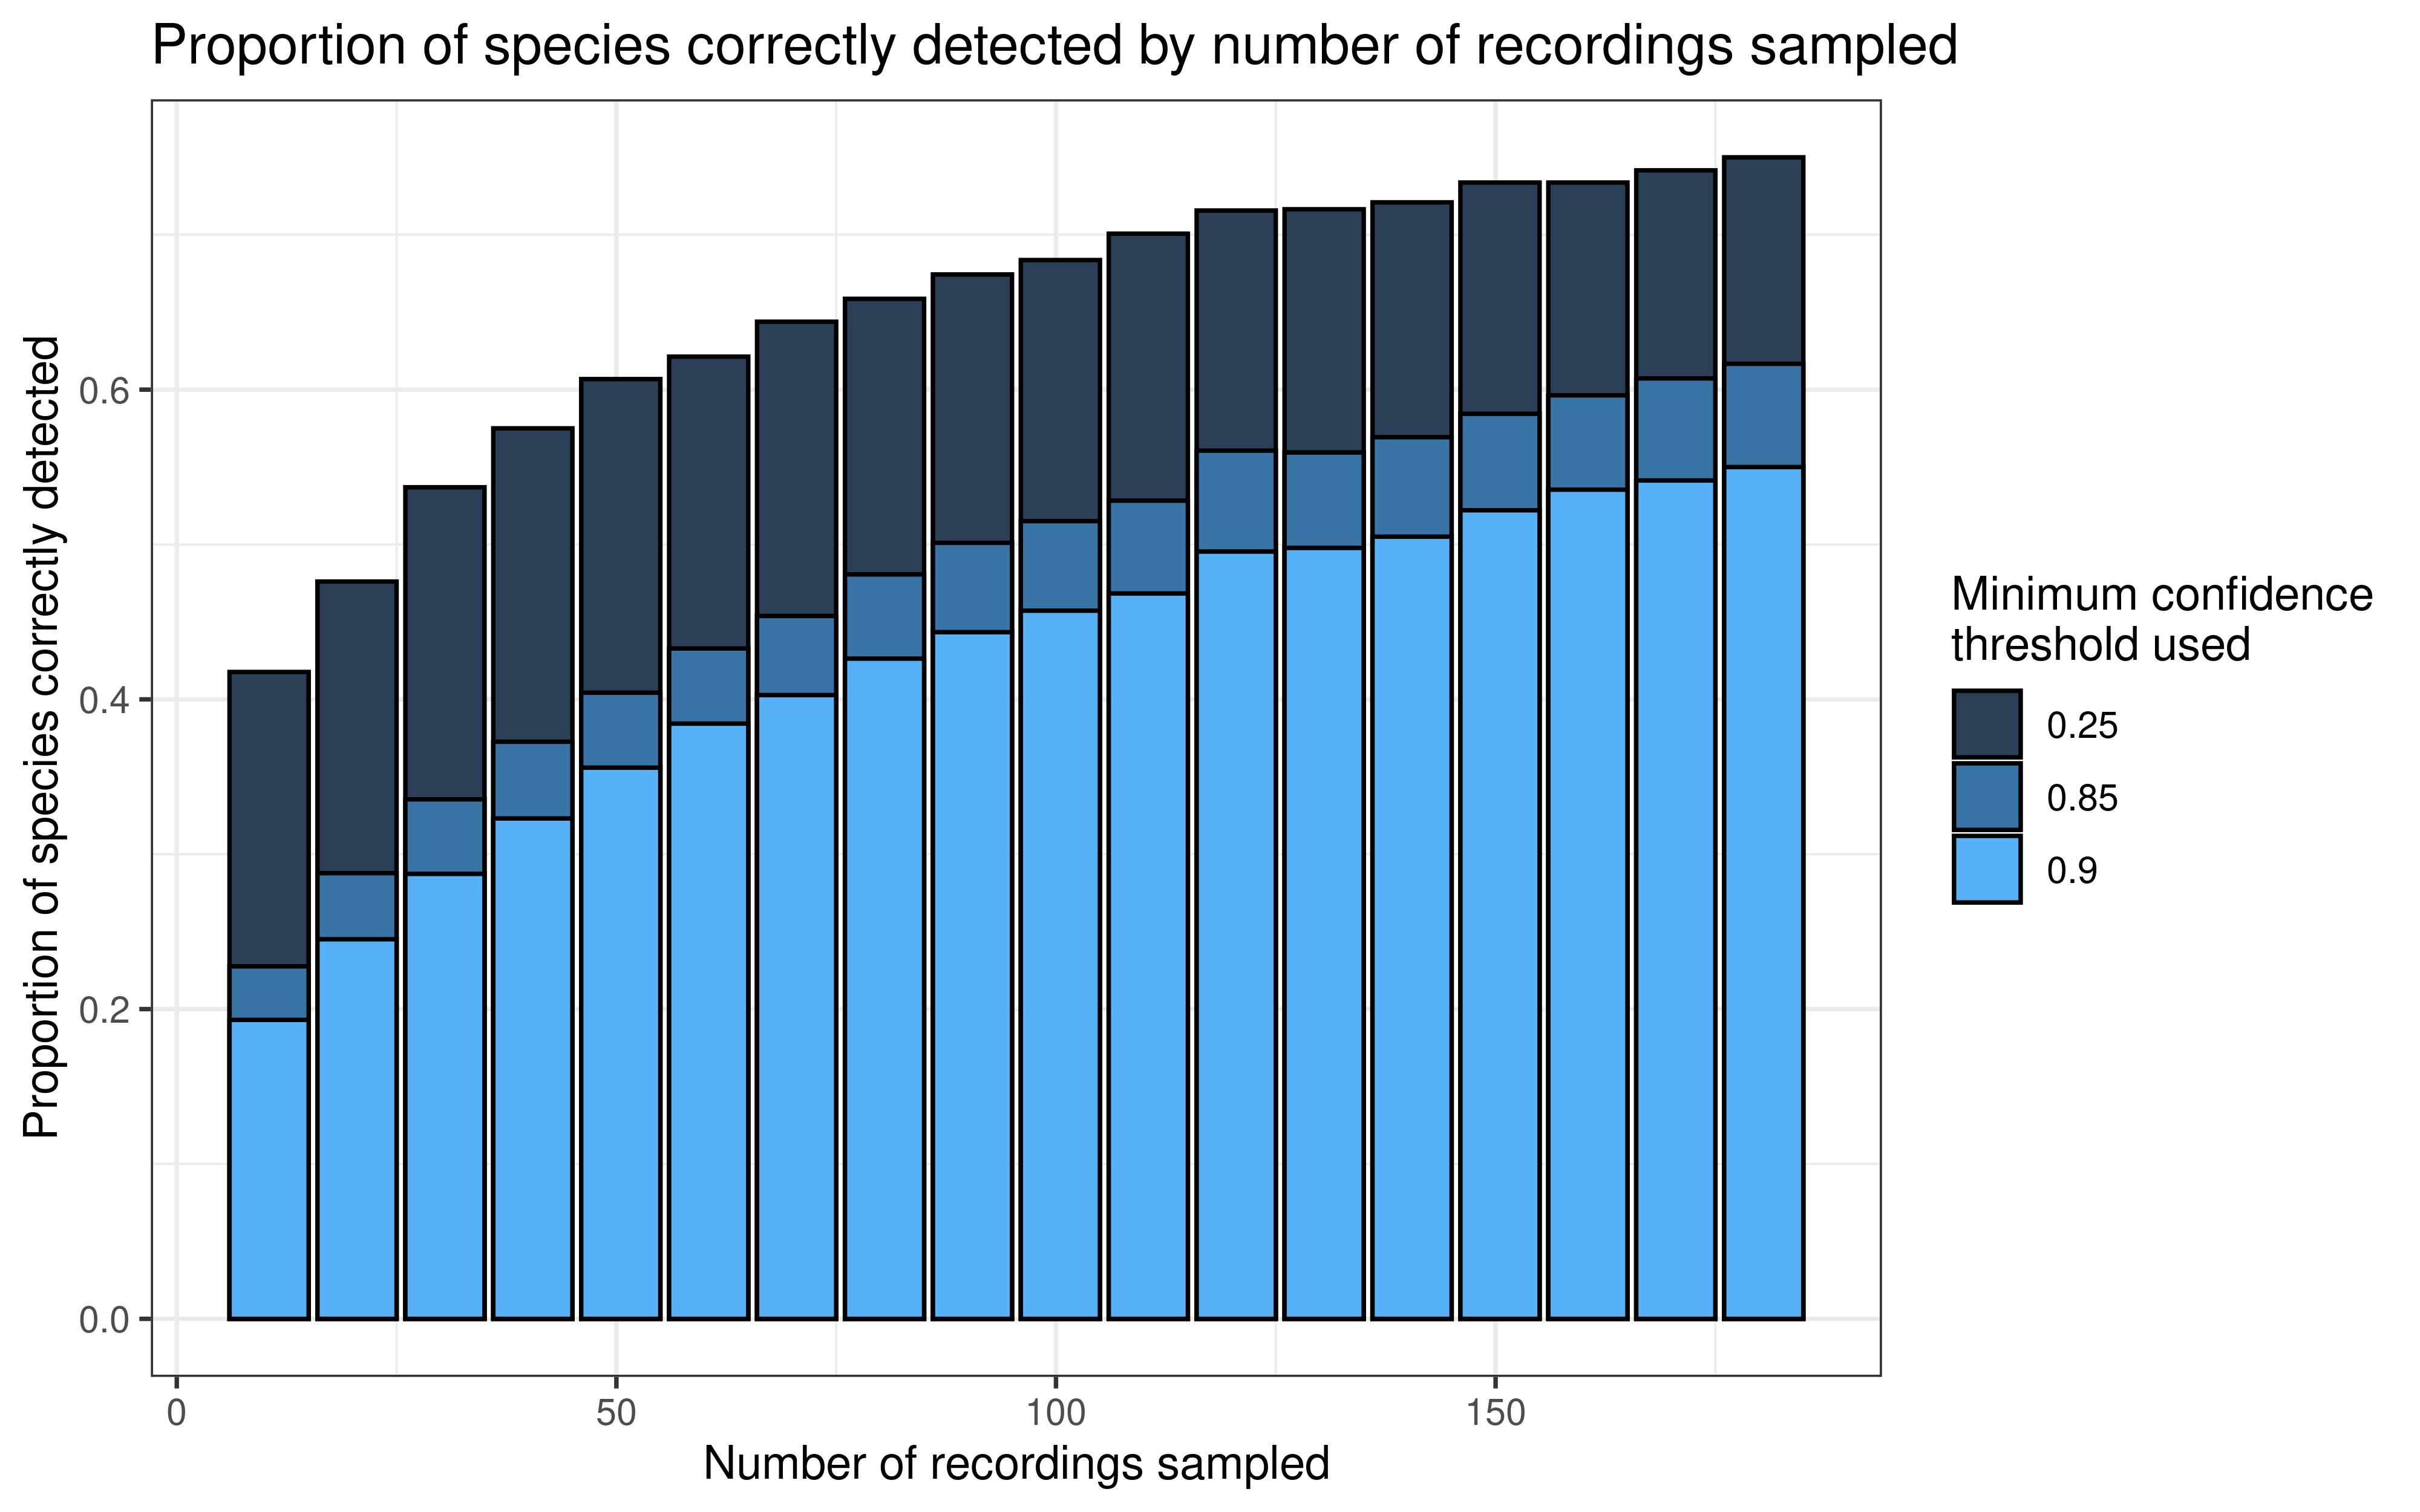 Proportion of species correctly detected by number of recordings sampled
Proportion of species correctly detected
0.6
0.4
0.2
0.0
0
50
100
150
Number of recordings sampled
Minimum confidence
threshold used
0.25
0.85
0.9